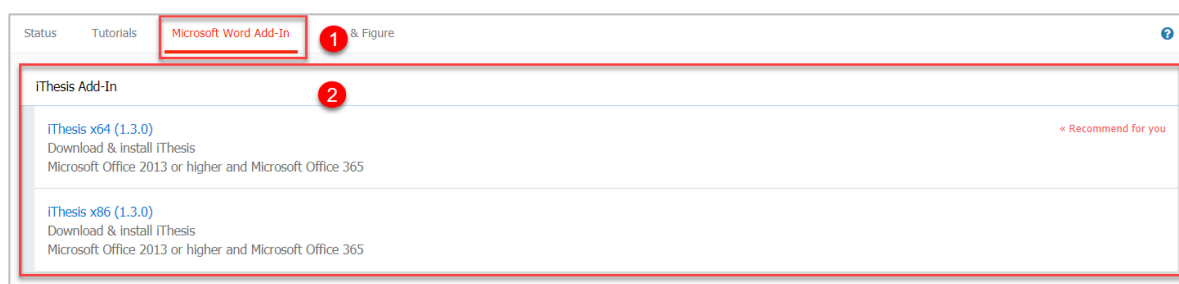 Status Tutorials Microsoft Word Add-In 1 & Figure ?
iThesis Add-In 2
iThesis x64 (1.3.0) « Recommend for you
Download & install iThesis
Microsoft Office 2013 or higher and Microsoft Office 365
iThesis x86 (1.3.0)
Download & install iThesis
Microsoft Office 2013 or higher and Microsoft Office 365